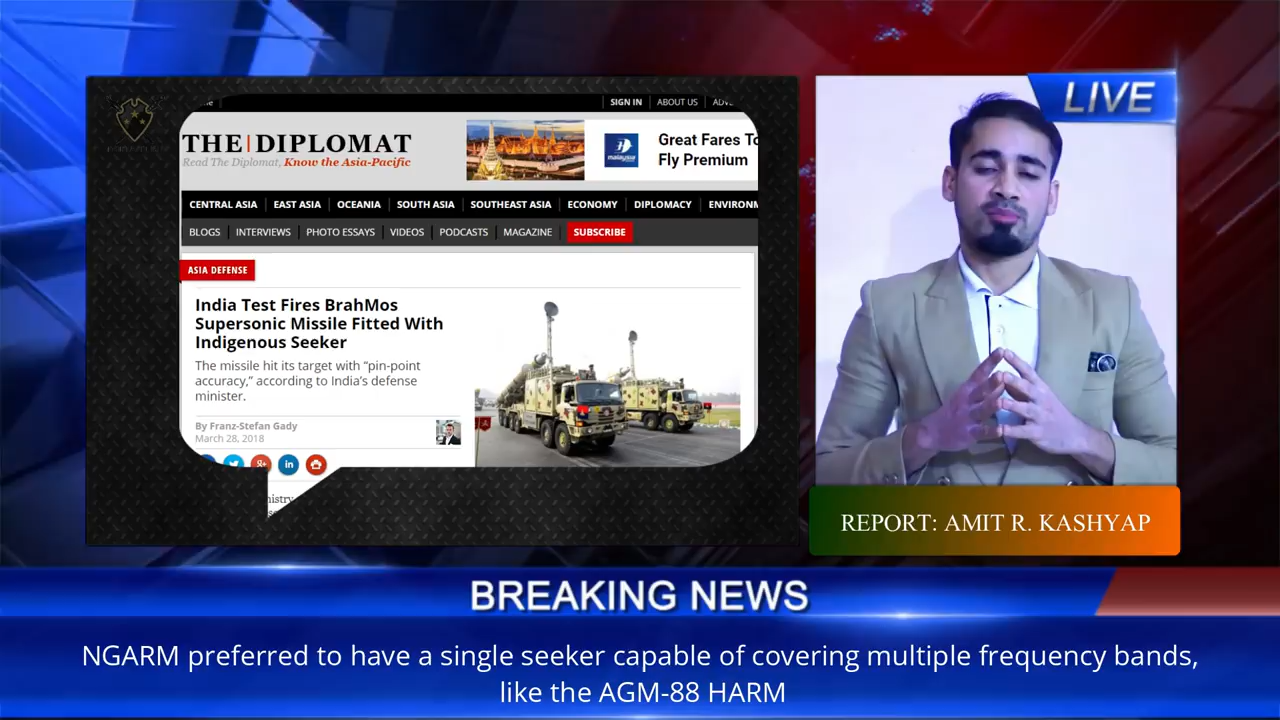 SIGN IN
ABOUT US
THE DIPLOMAT
Read The Diplomat, Know the Asia-Pacific
malaysia
Great Fares To
Fly Premium
CENTRAL ASIA
EAST ASIA
OCEANIA
SOUTH ASIA
SOUTHEAST ASIA
ECONOMY
DIPLOMACY
ENVIRONM
BLOGS
INTERVIEWS
PHOTO ESSAYS
VIDEOS
PODCASTS
MAGAZINE
SUBSCRIBE
ASIA DEFENSE
India Test Fires BrahMos
Supersonic Missile Fitted With
Indigenous Seeker
The missile hit its target with “pin-point
accuracy,” according to India’s defense
minister.
By Franz-Stefan Gady
March 28, 2018
in
nistry
LIVE
REPORT: AMIT R. KASHYAP
BREAKING NEWS
NGARM preferred to have a single seeker capable of covering multiple frequency bands,
like the AGM-88 HARM